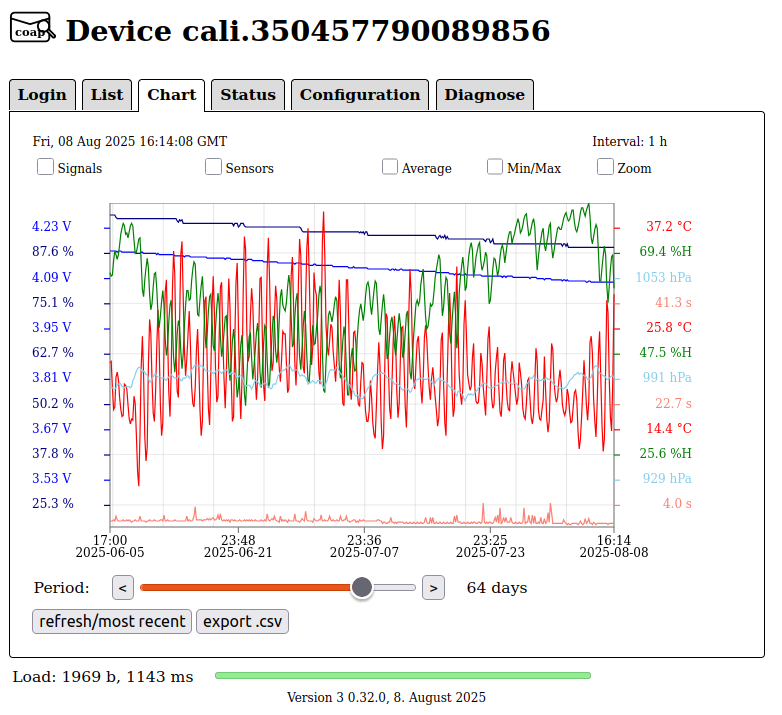 coap Device cali.350457790089856
Login List Chart Status Configuration Diagnose
Fri, 08 Aug 2025 16:14:08 GMT Interval: 1 h
Signals Sensors Average Min/Max Zoom
4.23 V 37.2 °C
87.6 % 69.4 %H
4.09 V 1053 hPa
75.1 % 41.3 s
3.95 V 25.8 °C
62.7 % 47.5 %H
3.81 V 991 hPa
50.2 % 22.7 s
3.67 V 14.4 °C
37.8 % 25.6 %H
3.53 V 929 hPa
25.3 % 4.0 s
17:00 23:48 23:36 23:25 16:14
2025-06-05 2025-06-21 2025-07-07 2025-07-23 2025-08-08
Period: < > 64 days
refresh/most recent export .csv
Load: 1969 b, 1143 ms
Version 3 0.32.0, 8. August 2025